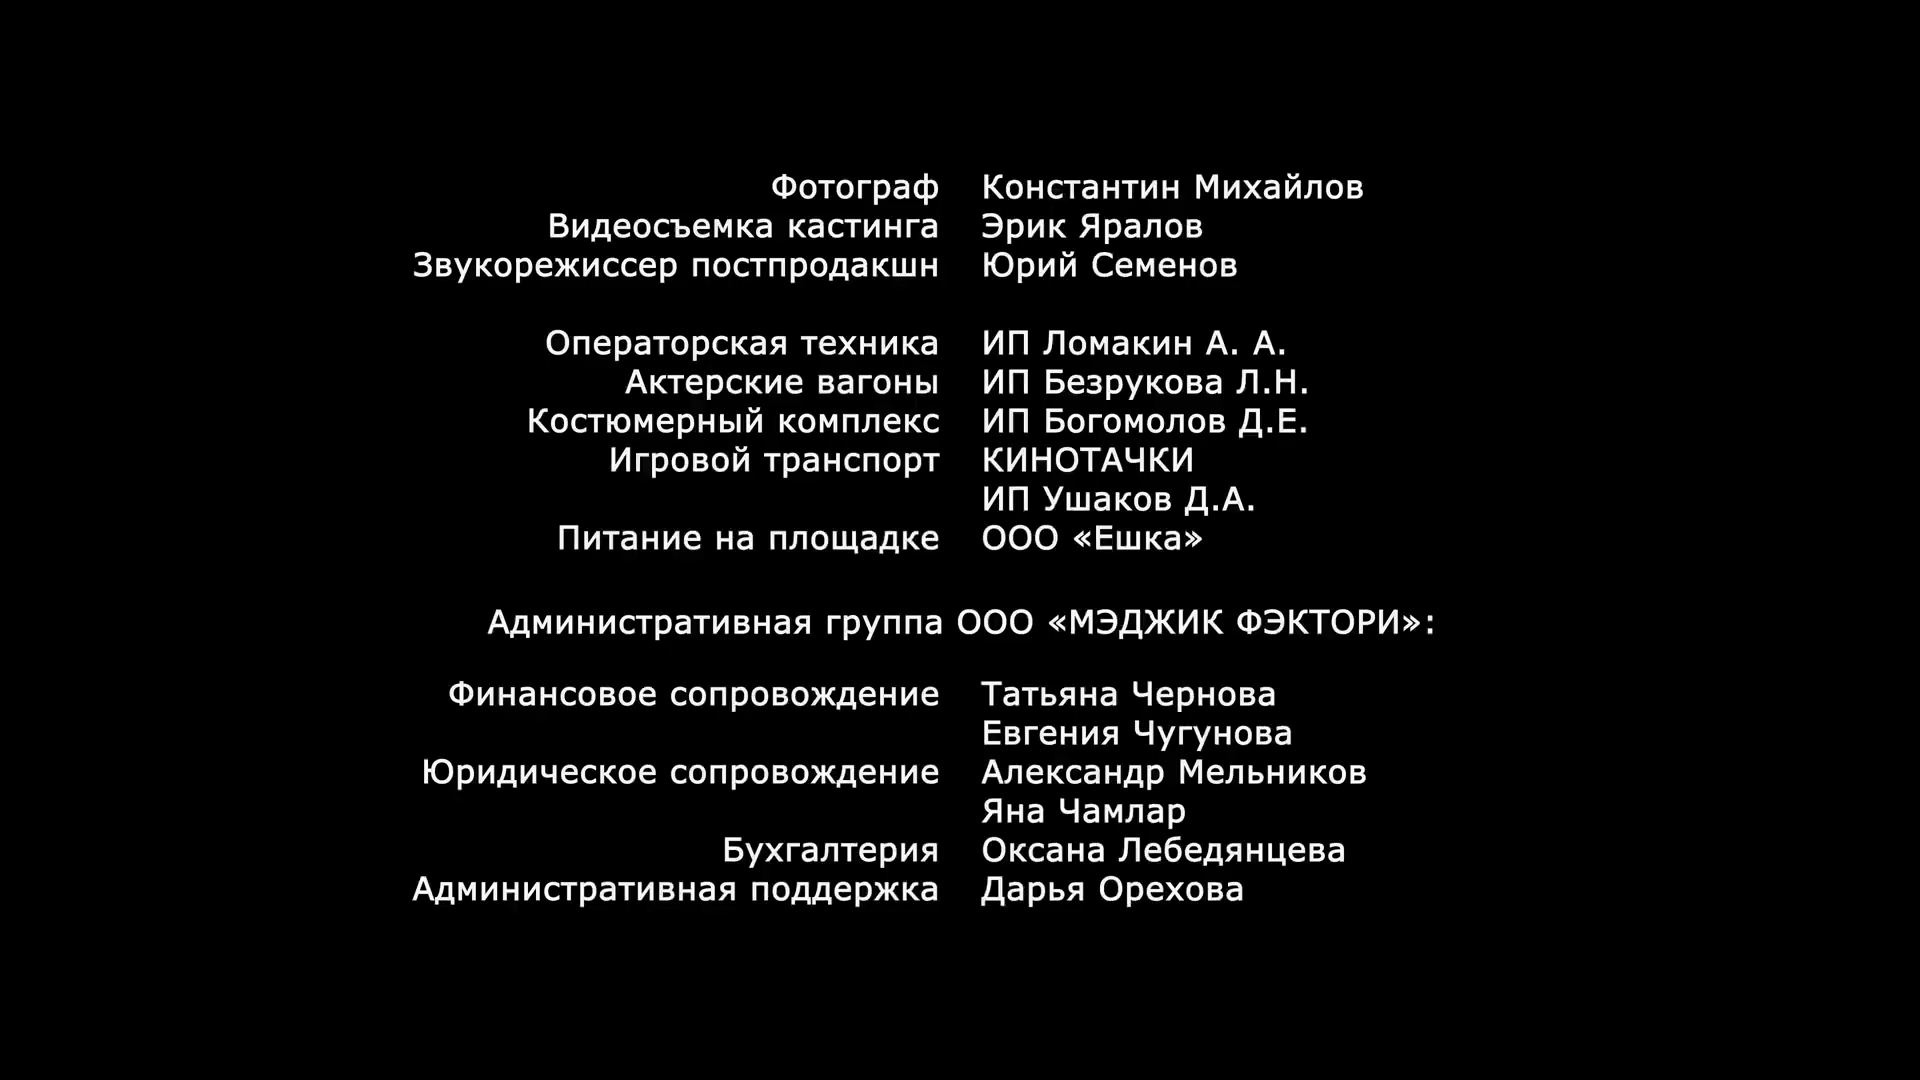 Фотограф Константин Михайлов
Видеосъемка кастинга Эрик Яралов
Звукорежиссер постпродакшн Юрий Семенов
Операторская техника ИП Ломакин А. А.
Актерские вагоны ИП Безрукова Л.Н.
Костюмерный комплекс ИП Богомолов Д.Е.
Игровой транспорт КИНОТАЧКИ
ИП Ушаков Д.А.
Питание на площадке ООО «Ешка»
Административная группа ООО «МЭДЖИК ФЭКТОРИ»:
Финансовое сопровождение Татьяна Чернова
Евгения Чугунова
Юридическое сопровождение Александр Мельников
Яна Чамлар
Бухгалтерия Оксана Лебедянцева
Административная поддержка Дарья Орехова